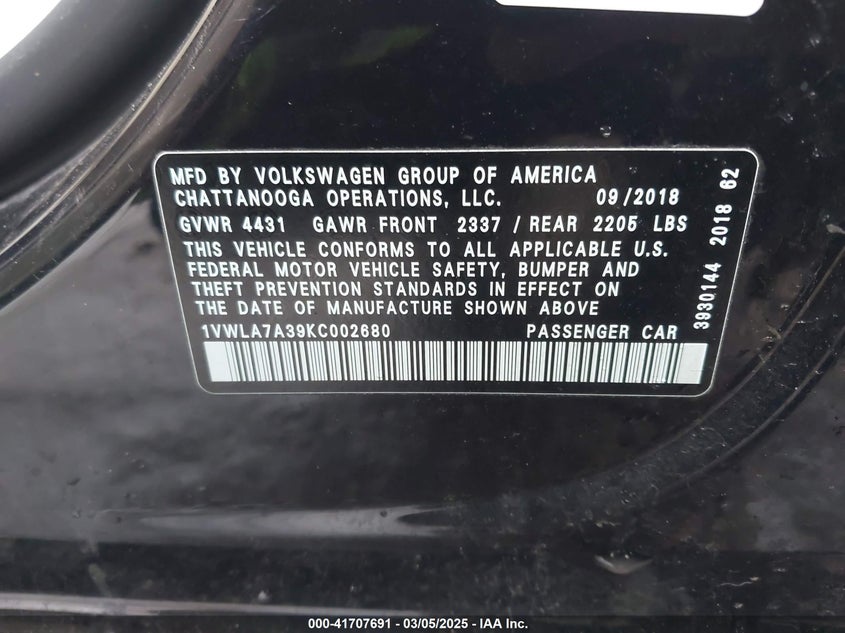 MFD BY VOLKSWAGEN GROUP OF AMERICA
CHATTANOOGA OPERATIONS, LLC. 09/2018
GVWR 4431 GAWR FRONT 2337 / REAR 2205 LBS
THIS VEHICLE CONFORMS TO ALL APPLICABLE U.S.
FEDERAL MOTOR VEHICLE SAFETY, BUMPER AND
THEFT PREVENTION STANDARDS IN EFFECT ON
THE DATE OF MANUFACTURE SHOWN ABOVE
1VWLA7A39KC002680 PASSENGER CAR
3930144 2018 62
000-41707691 - 03/05/2025 - IAA Inc.